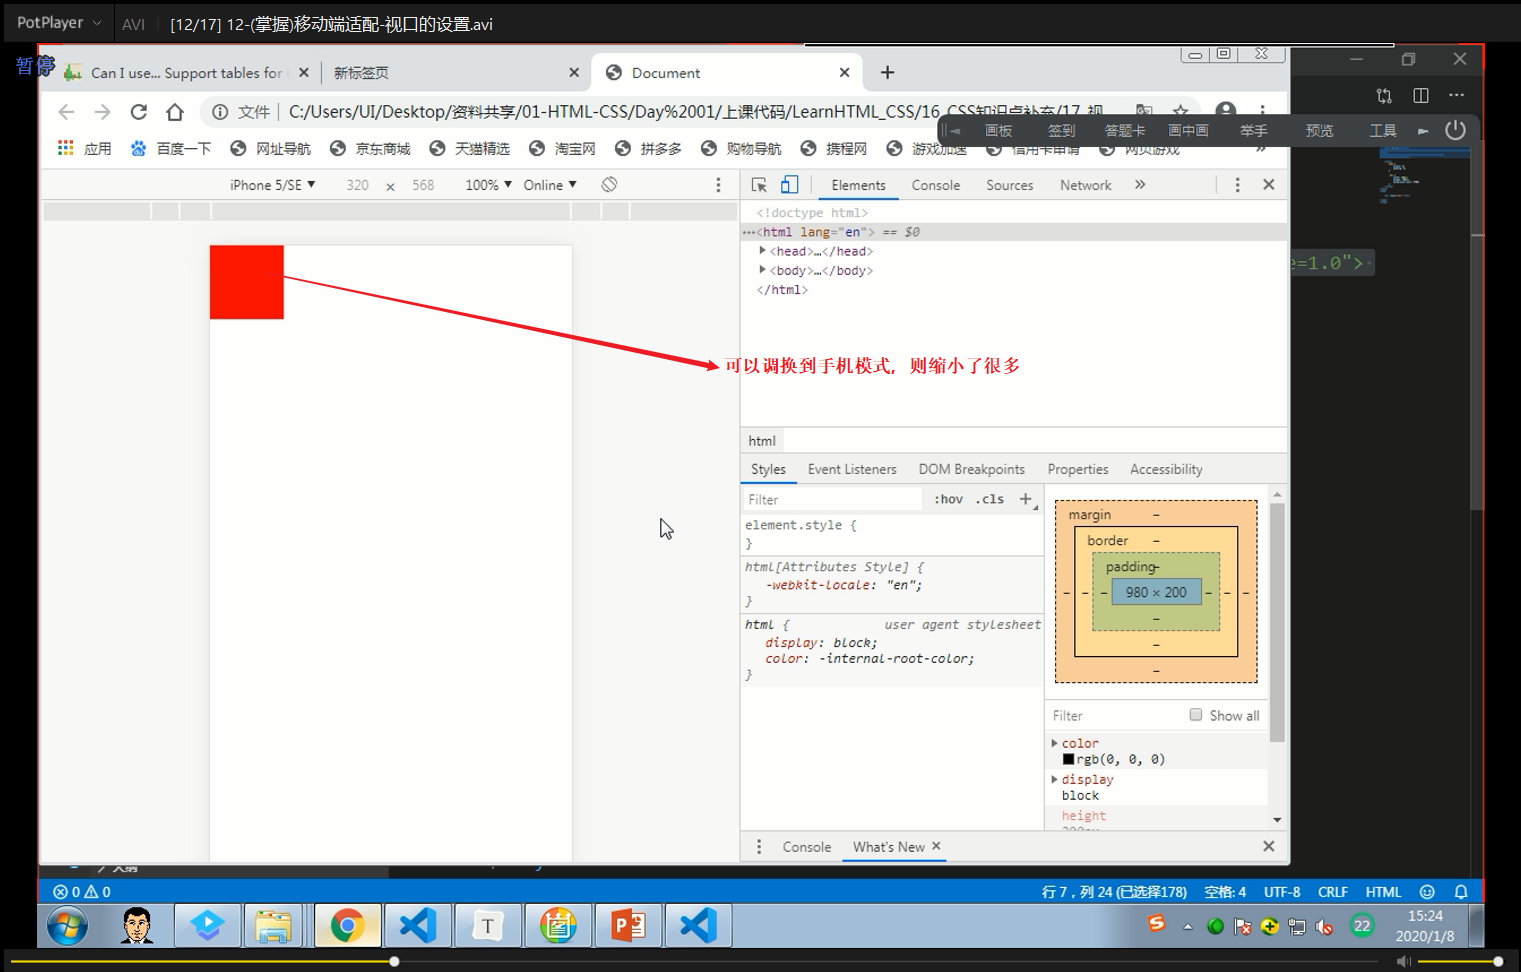 PotPlayer
AVI
[12/17] 12-(掌握)移动端适配-视口的设置.avi
暂停
Can I use... Support tables for
新标签页
Document
文件
C:/Users/UI/Desktop/资料共享/01-HTML-CSS/Day%2001/上课代码/LearnHTML_CSS/16_CSS知识点补充/17_视
画板 签到 答题卡 画中画 举手 预览 工具
应用 百度一下 网址导航 京东商城 天猫精选 淘宝网 拼多多 购物导航 携程网 游戏加速 信用卡申请 网页游戏
iPhone 5/SE 320 x 568 100% Online
Elements Console Sources Network
<!doctype html>
<html lang="en"> == $0
<head>…</head>
<body>…</body>
</html>
e=1.0">
可以调换到手机模式，则缩小了很多
html
Styles Event Listeners DOM Breakpoints Properties Accessibility
Filter :hov .cls +
element.style {
}
html[Attributes Style] {
-webkit-locale: "en";
}
html { user agent stylesheet
display: block;
color: -internal-root-color;
}
margin –
border –
padding –
980 × 200
Filter Show all
color
rgb(0, 0, 0)
display
block
height
Console What's New
大纲
0 0
行 7，列 24 (已选择178) 空格: 4 UTF-8 CRLF HTML
T
P
S
22
15:24
2020/1/8